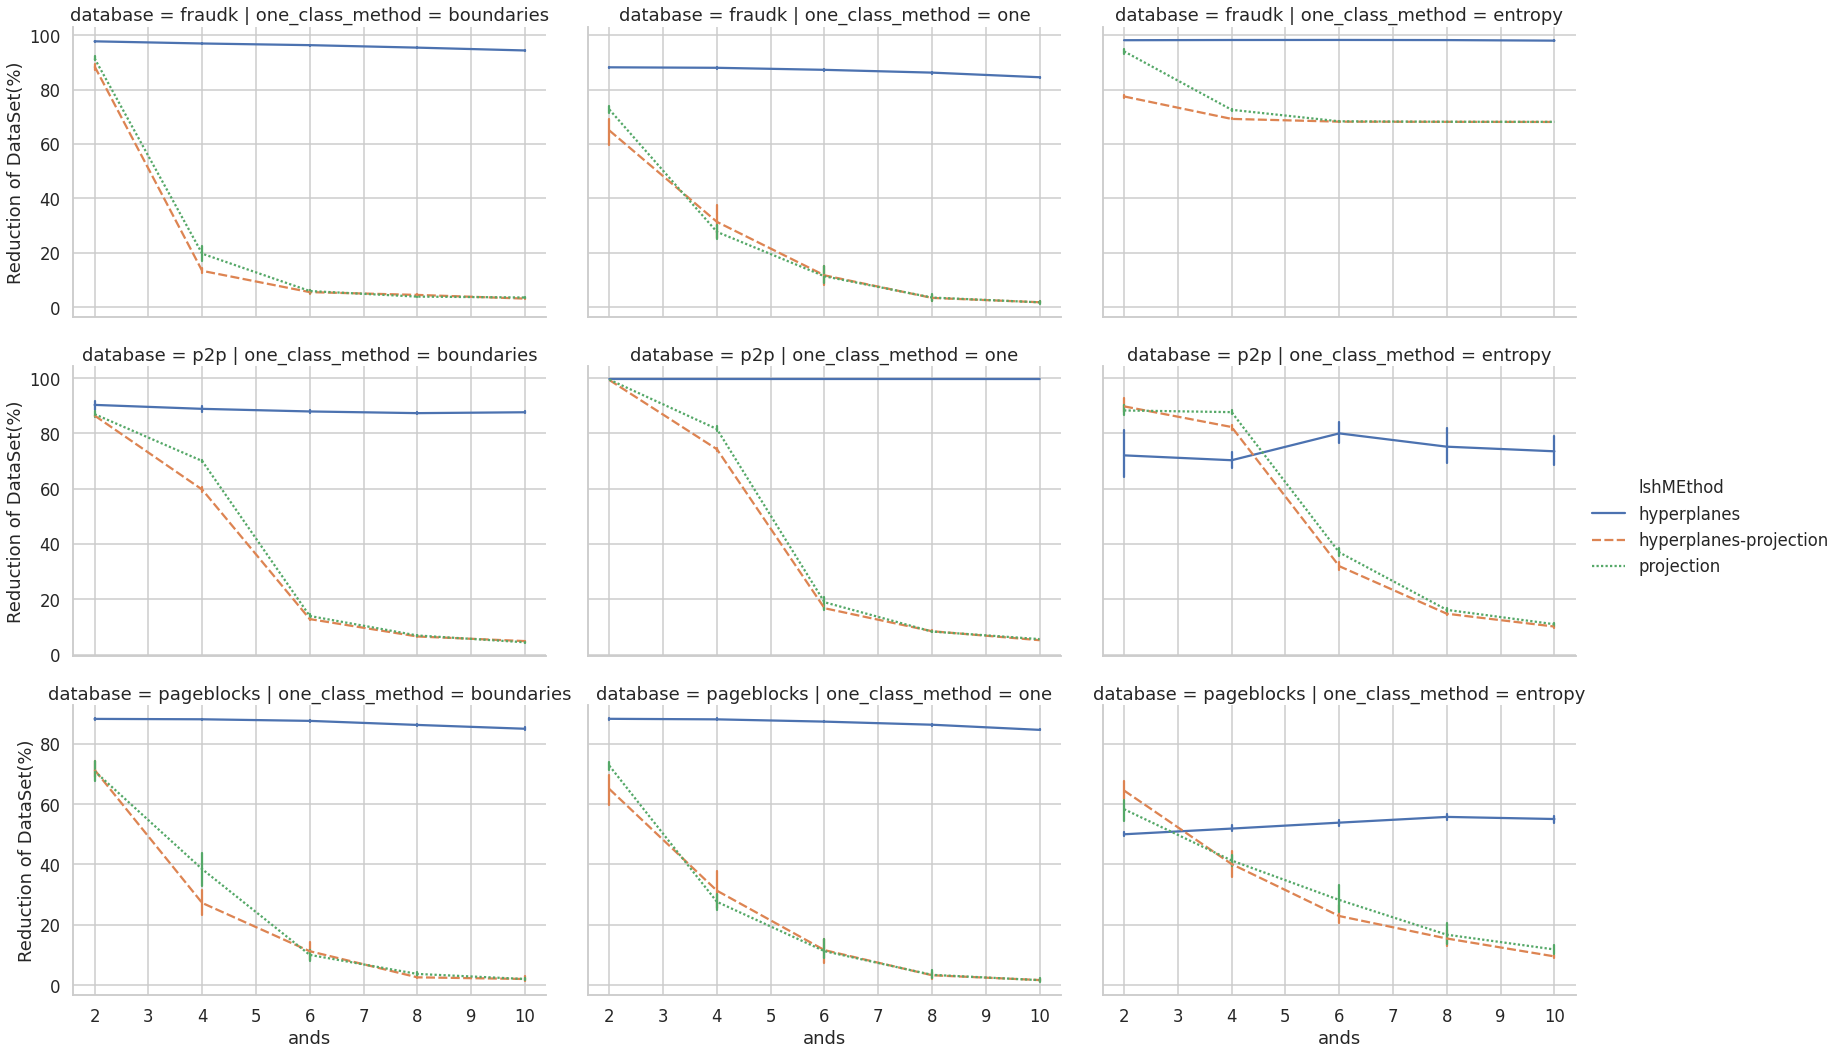 database = fraudk | one_class_method = boundaries
database = fraudk | one_class_method = one
database = fraudk | one_class_method = entropy
Reduction of DataSet(%)
100
80
60
40
20
0
database = p2p | one_class_method = boundaries
database = p2p | one_class_method = one
database = p2p | one_class_method = entropy
Reduction of DataSet(%)
100
80
60
40
20
0
lshMEthod
hyperplanes
hyperplanes-projection
projection
database = pageblocks | one_class_method = boundaries
database = pageblocks | one_class_method = one
database = pageblocks | one_class_method = entropy
Reduction of DataSet(%)
80
60
40
20
0
2 3 4 5 6 7 8 9 10
ands
2 3 4 5 6 7 8 9 10
ands
2 3 4 5 6 7 8 9 10
ands